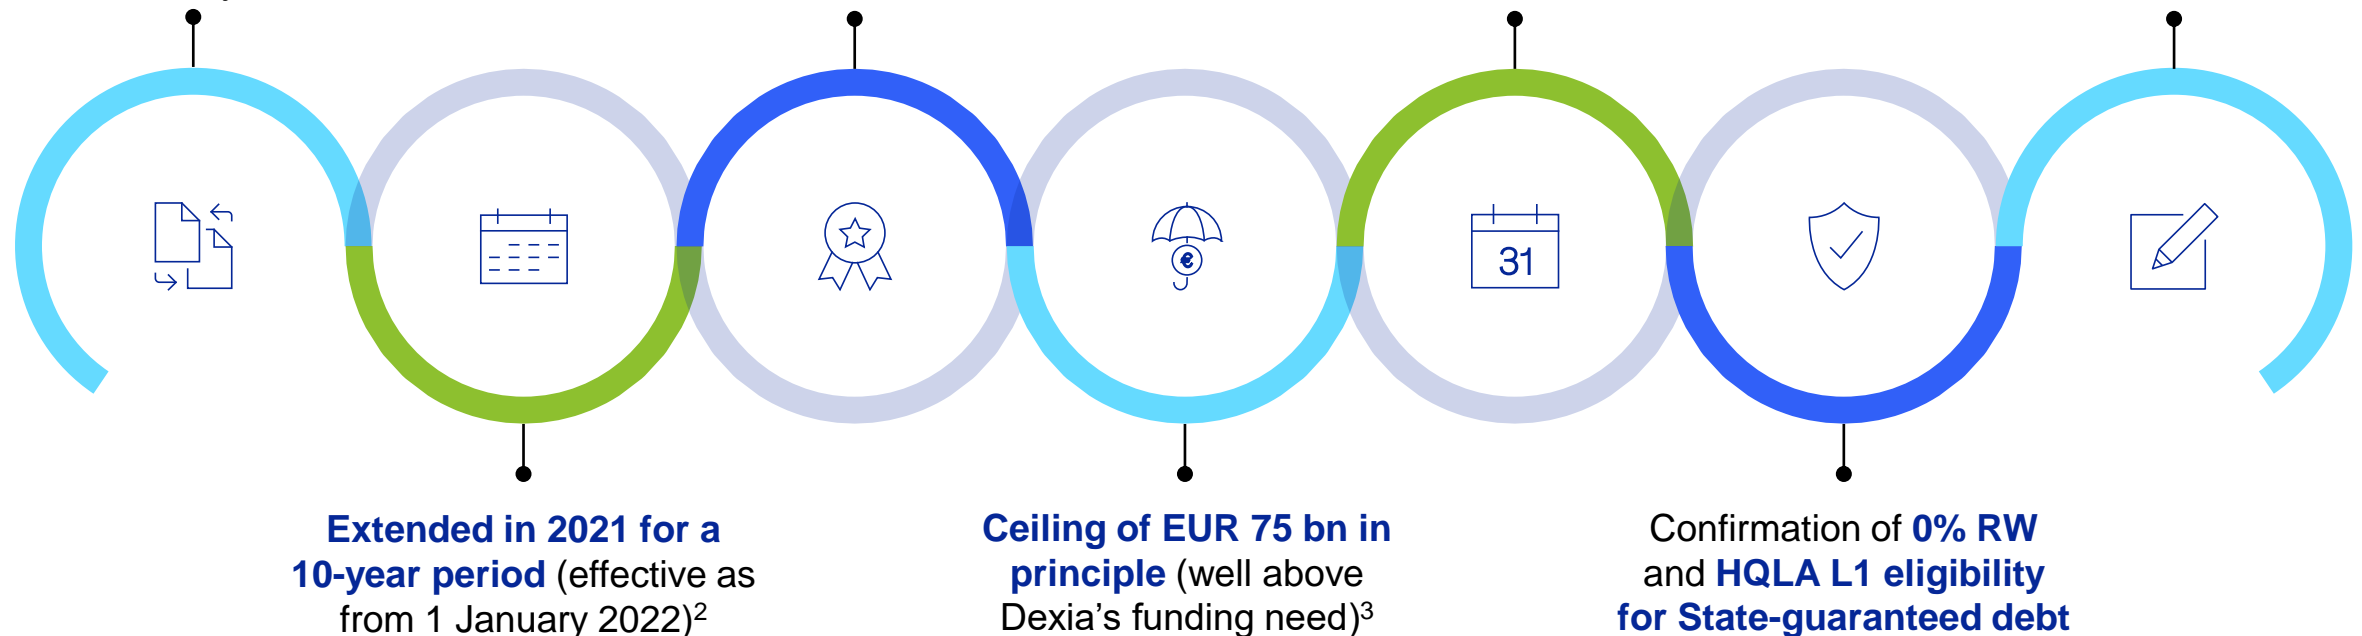 31
€
Extended in 2021 for a
10-year period (effective as
from 1 January 2022)2
Ceiling of EUR 75 bn in
principle (well above
Dexia's funding need)3
Confirmation of 0% RW
and HQLA L1 eligibility
for State-guaranteed debt